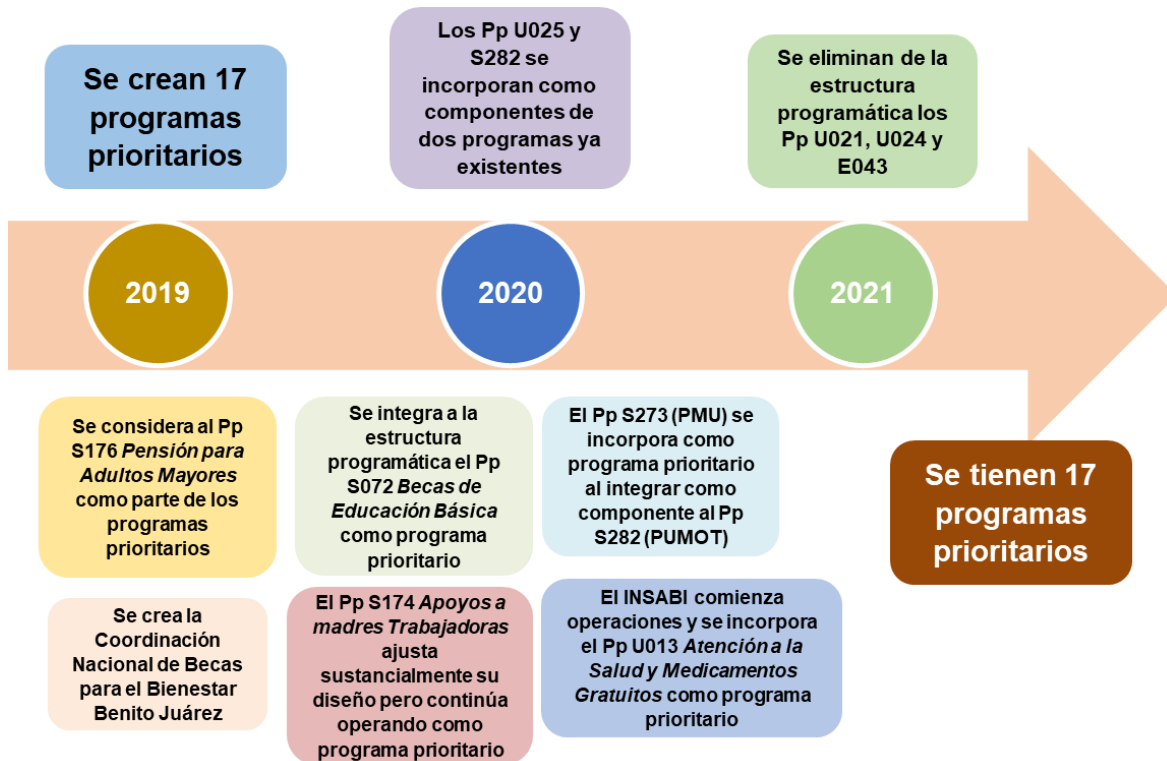 Se crean 17
programas
prioritarios
Los Pp U025 y
S282 se
incorporan como
componentes de
dos programas ya
existentes
Se eliminan de la
estructura
programática los
Pp U021, U024 y
E043
2019
2020
2021
Se considera al Pp
S176 Pensión para
Adultos Mayores
como parte de los
programas
prioritarios
Se integra a la
estructura
programática el Pp
S072 Becas de
Educación Básica
como programa
prioritario
El Pp S273 (PMU) se
incorpora como
programa prioritario
al integrar como
componente al Pp
S282 (PUMOT)
Se tienen 17
programas
prioritarios
Se crea la
Coordinación
Nacional de Becas
para el Bienestar
Benito Juárez
El Pp S174 Apoyos a
madres Trabajadoras
ajusta
sustancialmente su
diseño pero continúa
operando como
programa prioritario
El INSABI comienza
operaciones y se incorpora
el Pp U013 Atención a la
Salud y Medicamentos
Gratuitos como programa
prioritario